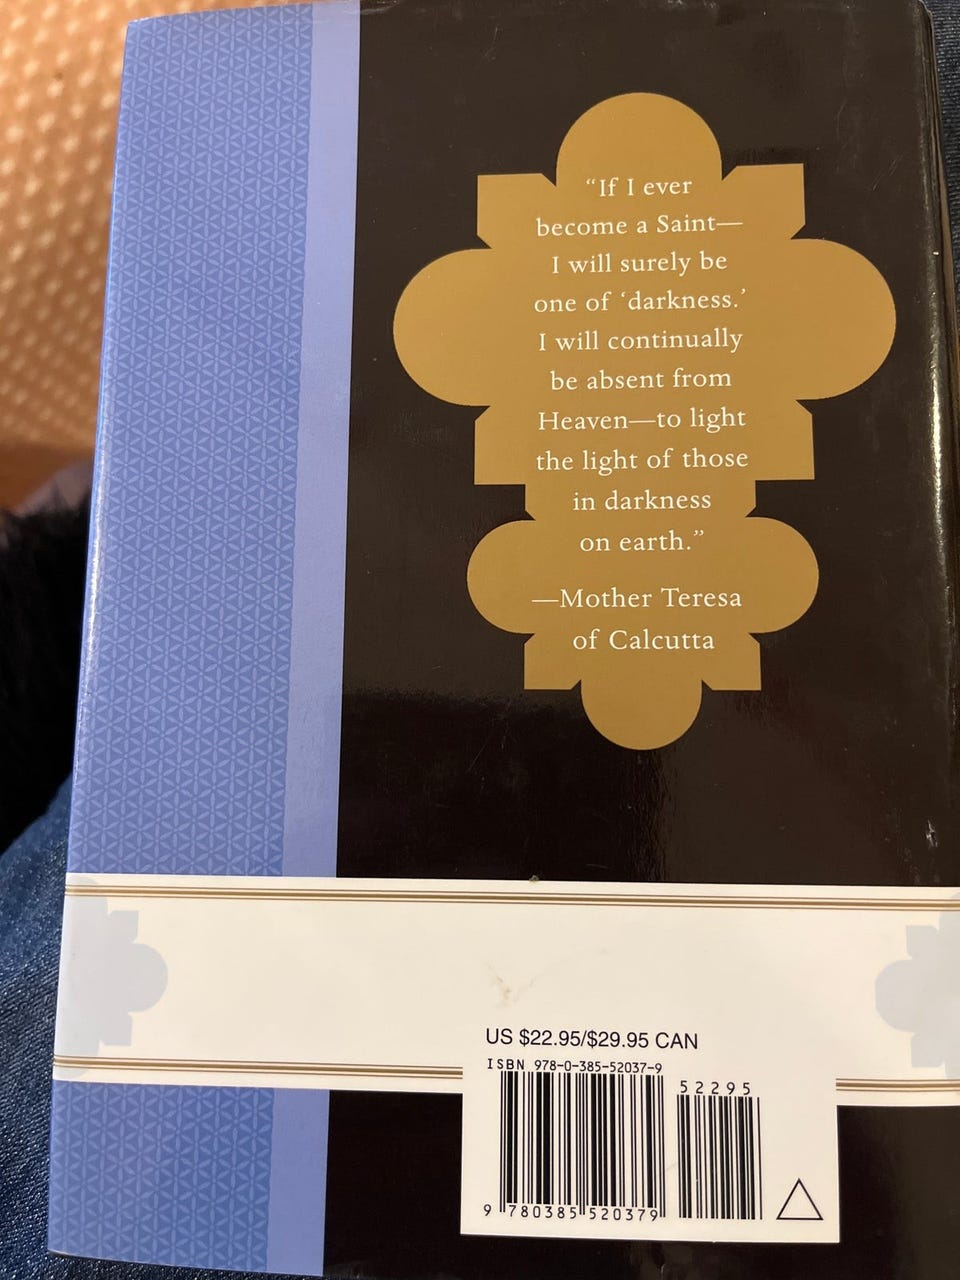 “If I ever
become a Saint—
I will surely be
one of ‘darkness.’
I will continually
be absent from
Heaven—to light
the light of those
in darkness
on earth.”
—Mother Teresa
of Calcutta
US $22.95/$29.95 CAN
ISBN 978-0-385-52037-9
52295
9 780385 520379